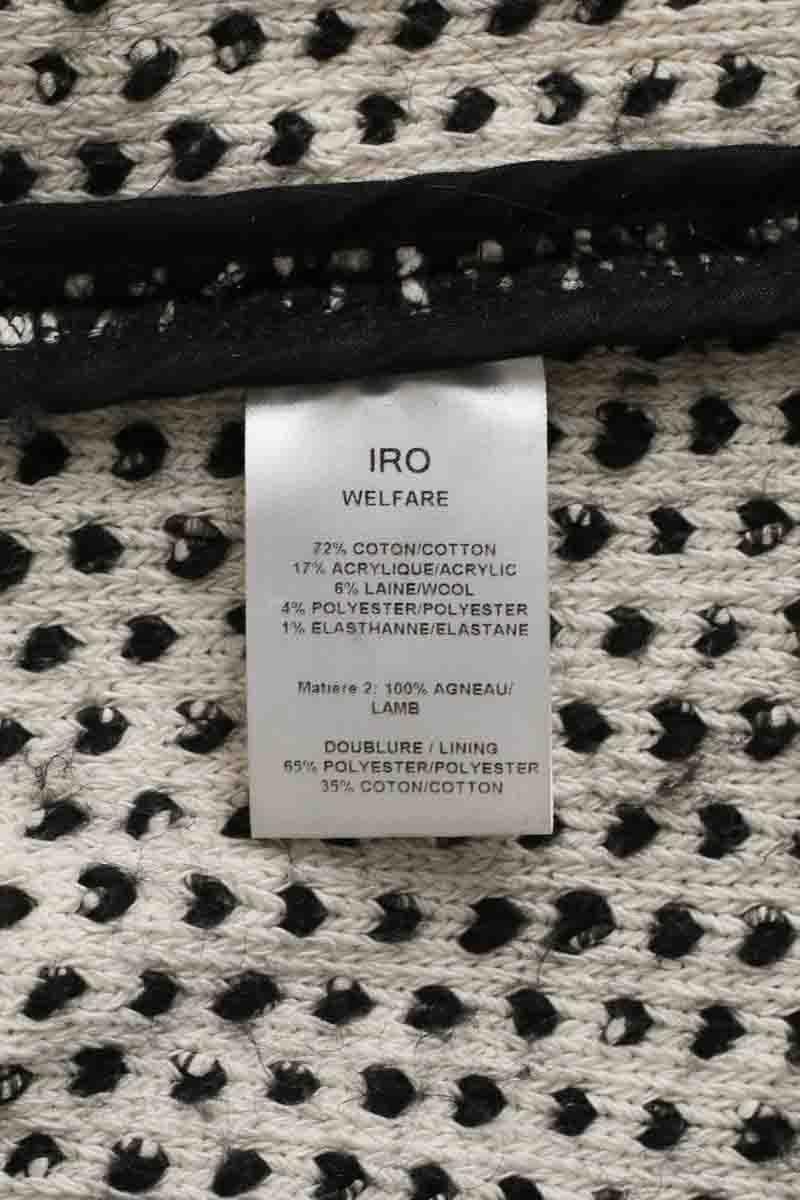 IRO
WELFARE
72% COTON/COTTON
17% ACRYLIQUE/ACRYLIC
6% LAINE/WOOL
4% POLYESTER/POLYESTER
1% ELASTHANNE/ELASTANE
Matière 2: 100% AGNEAU/
LAMB
DOUBLURE / LINING
65% POLYESTER/POLYESTER
35% COTON/COTTON